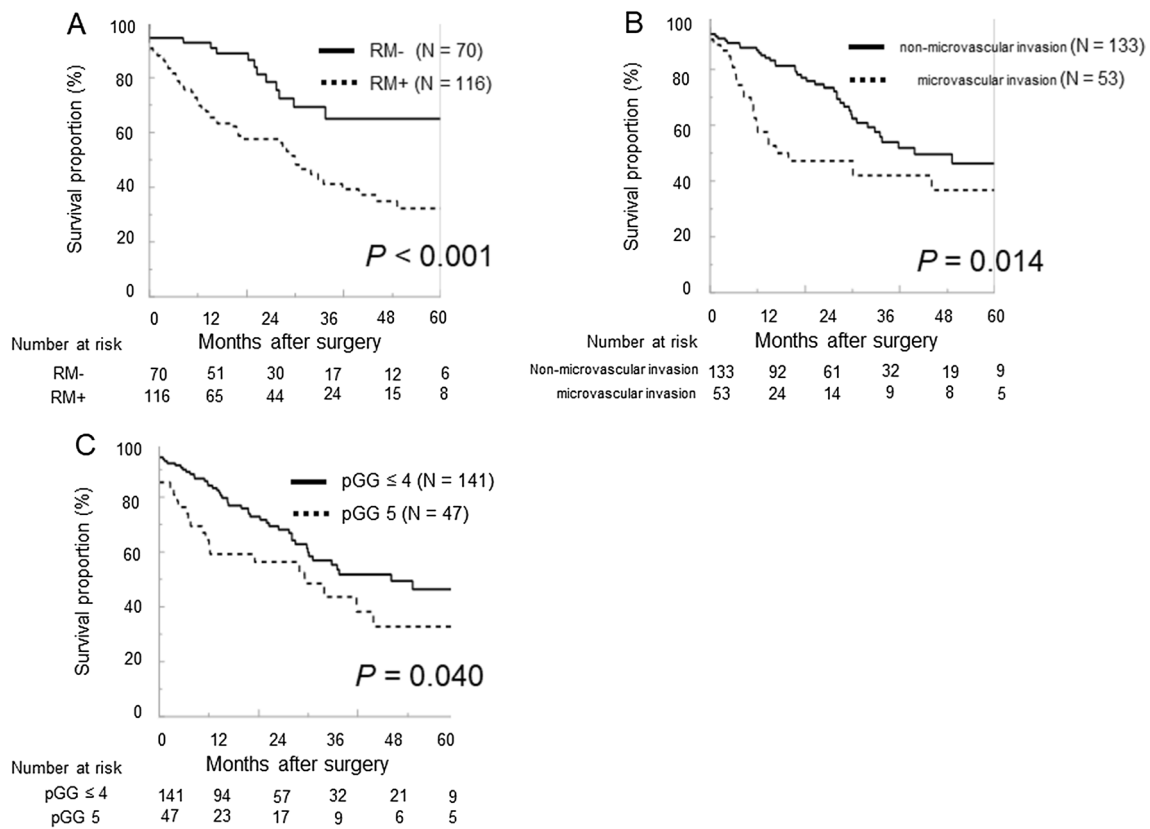 A
100
80
60
40
20
0
Survival proportion (%)
RM- (N = 70)
RM+ (N = 116)
P < 0.001
0 12 24 36 48 60
Months after surgery
Number at risk
RM- 70 51 30 17 12 6
RM+ 116 65 44 24 15 8
B
100
80
60
40
20
0
Survival proportion (%)
non-microvascular invasion (N = 133)
microvascular invasion (N = 53)
P = 0.014
0 12 24 36 48 60
Months after surgery
Number at risk
Non-microvascular invasion 133 92 61 32 19 9
microvascular invasion 53 24 14 9 8 5
C
100
80
60
40
20
0
Survival proportion (%)
pGG ≤ 4 (N = 141)
pGG 5 (N = 47)
P = 0.040
0 12 24 36 48 60
Months after surgery
Number at risk
pGG ≤ 4 141 94 57 32 21 9
pGG 5 47 23 17 9 6 5